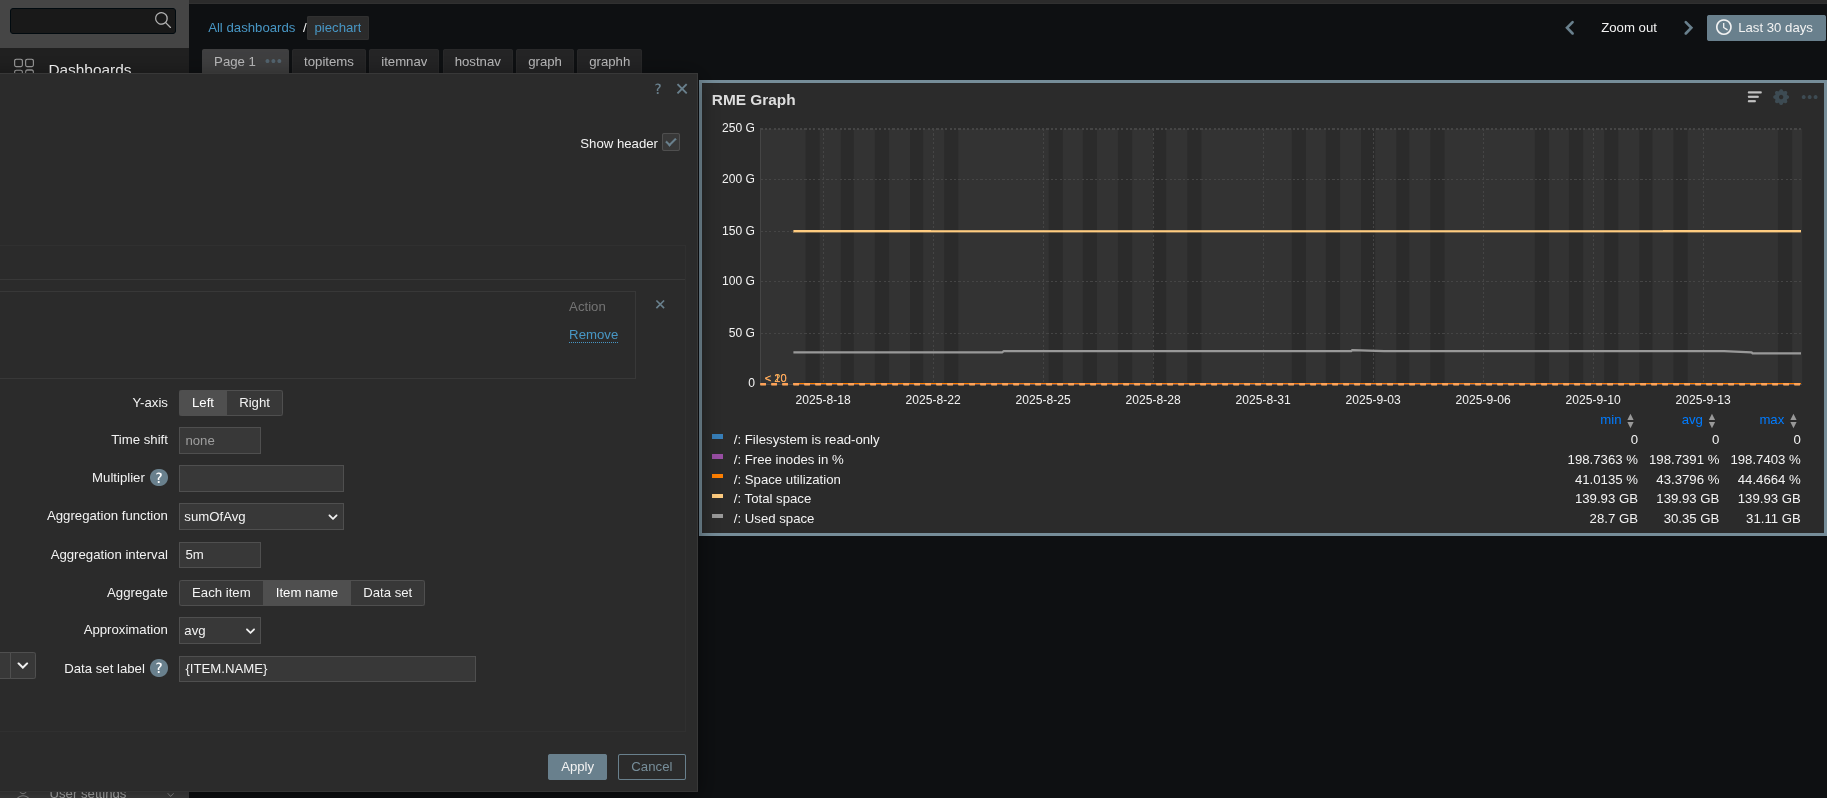 All dashboards / piechart
Zoom out
Last 30 days
Dashboards
Page 1 topitems itemnav hostnav graph graphh
?
Show header
Action
Remove
Y-axis Left Right
Time shift none
Multiplier ?
Aggregation function sumOfAvg
Aggregation interval 5m
Aggregate Each item Item name Data set
Approximation avg
Data set label ? {ITEM.NAME}
Apply Cancel
User settings
RME Graph
250 G
200 G
150 G
100 G
50 G
0
2025-8-18 2025-8-22 2025-8-25 2025-8-28 2025-8-31 2025-9-03 2025-9-06 2025-9-10 2025-9-13
min avg max
/: Filesystem is read-only 0 0 0
/: Free inodes in % 198.7363 % 198.7391 % 198.7403 %
/: Space utilization 41.0135 % 43.3796 % 44.4664 %
/: Total space 139.93 GB 139.93 GB 139.93 GB
/: Used space 28.7 GB 30.35 GB 31.11 GB